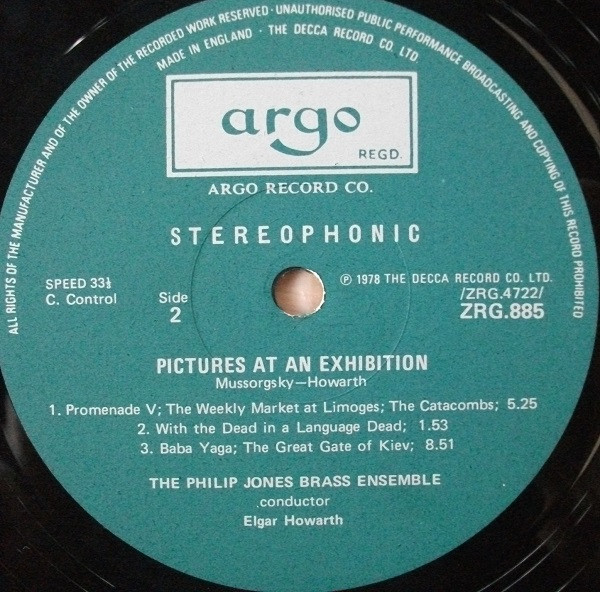 ALL RIGHTS OF THE MANUFACTURER AND OF THE OWNER OF THE RECORDED WORK RESERVED · UNAUTHORISED PUBLIC PERFORMANCE BROADCASTING AND COPYING OF THIS RECORD PROHIBITED
MADE IN ENGLAND · THE DECCA RECORD CO. LTD
argo
REGD.
ARGO RECORD CO.
STEREOPHONIC
SPEED 33⅓
C. Control
Side
2
℗ 1978 THE DECCA RECORD CO. LTD.
/ZRG.4722/
ZRG.885
PICTURES AT AN EXHIBITION
Mussorgsky—Howarth
1. Promenade V; The Weekly Market at Limoges; The Catacombs; 5.25
2. With the Dead in a Language Dead; 1.53
3. Baba Yaga; The Great Gate of Kiev; 8.51
THE PHILIP JONES BRASS ENSEMBLE
conductor
Elgar Howarth